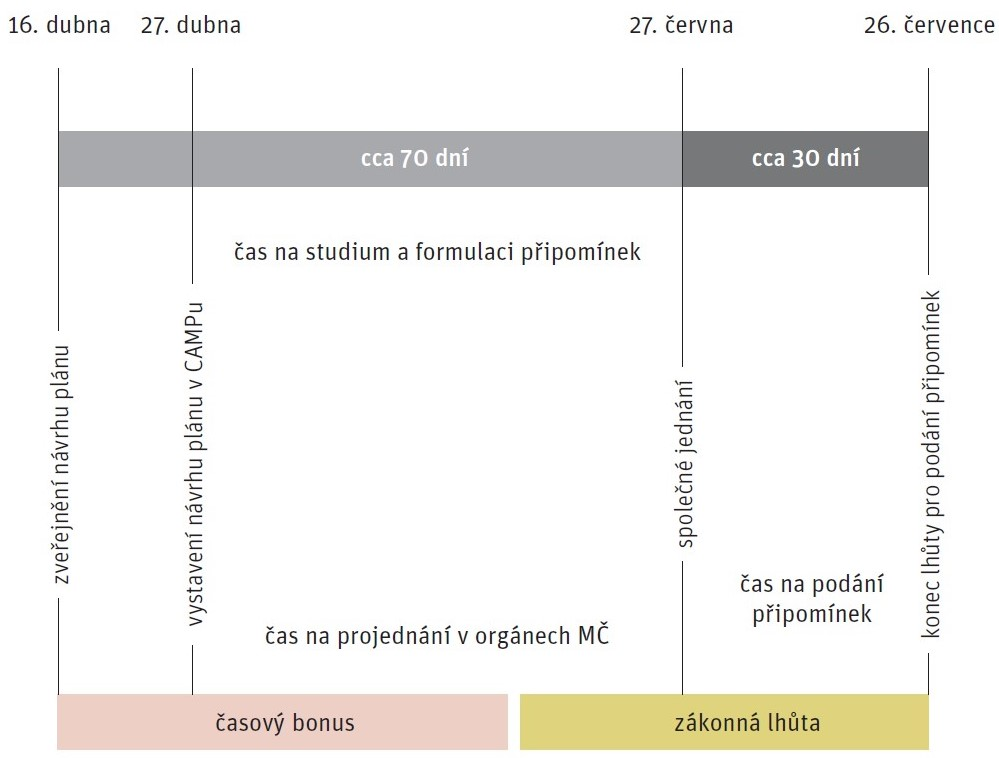 16. dubna
27. dubna
27. června
26. července
cca 70 dní
cca 30 dní
čas na studium a formulaci připomínek
zveřejnění návrhu plánu
vystavení návrhu plánu v CAMPu
společné jednání
konec lhůty pro podání připomínek
čas na podání
připomínek
čas na projednání v orgánech MČ
časový bonus
zákonná lhůta